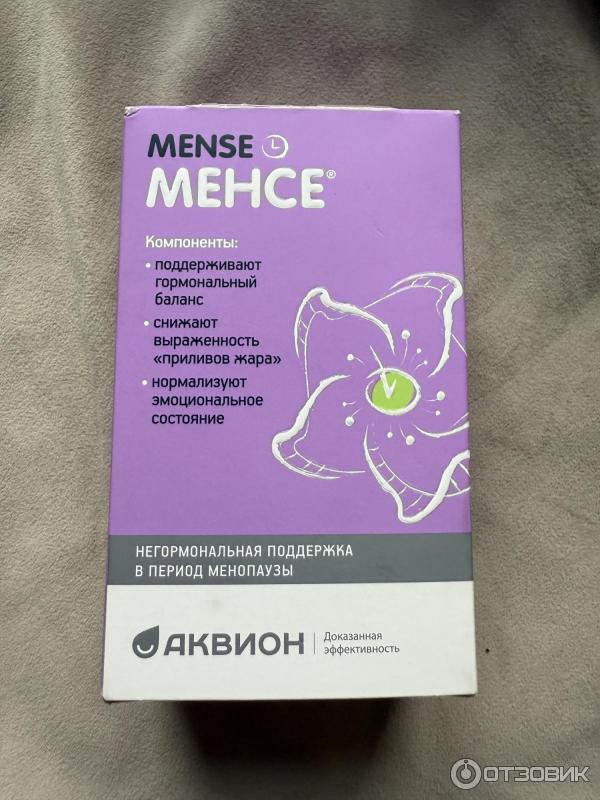 MENSE
МЕНСЕ®
Компоненты:
• поддерживают
гормональный
баланс
• снижают
выраженность
«приливов жара»
• нормализуют
эмоциональное
состояние
НЕГОРМОНАЛЬНАЯ ПОДДЕРЖКА
В ПЕРИОД МЕНОПАУЗЫ
АКВИОН
Доказанная
эффективность
ОТЗОВИК